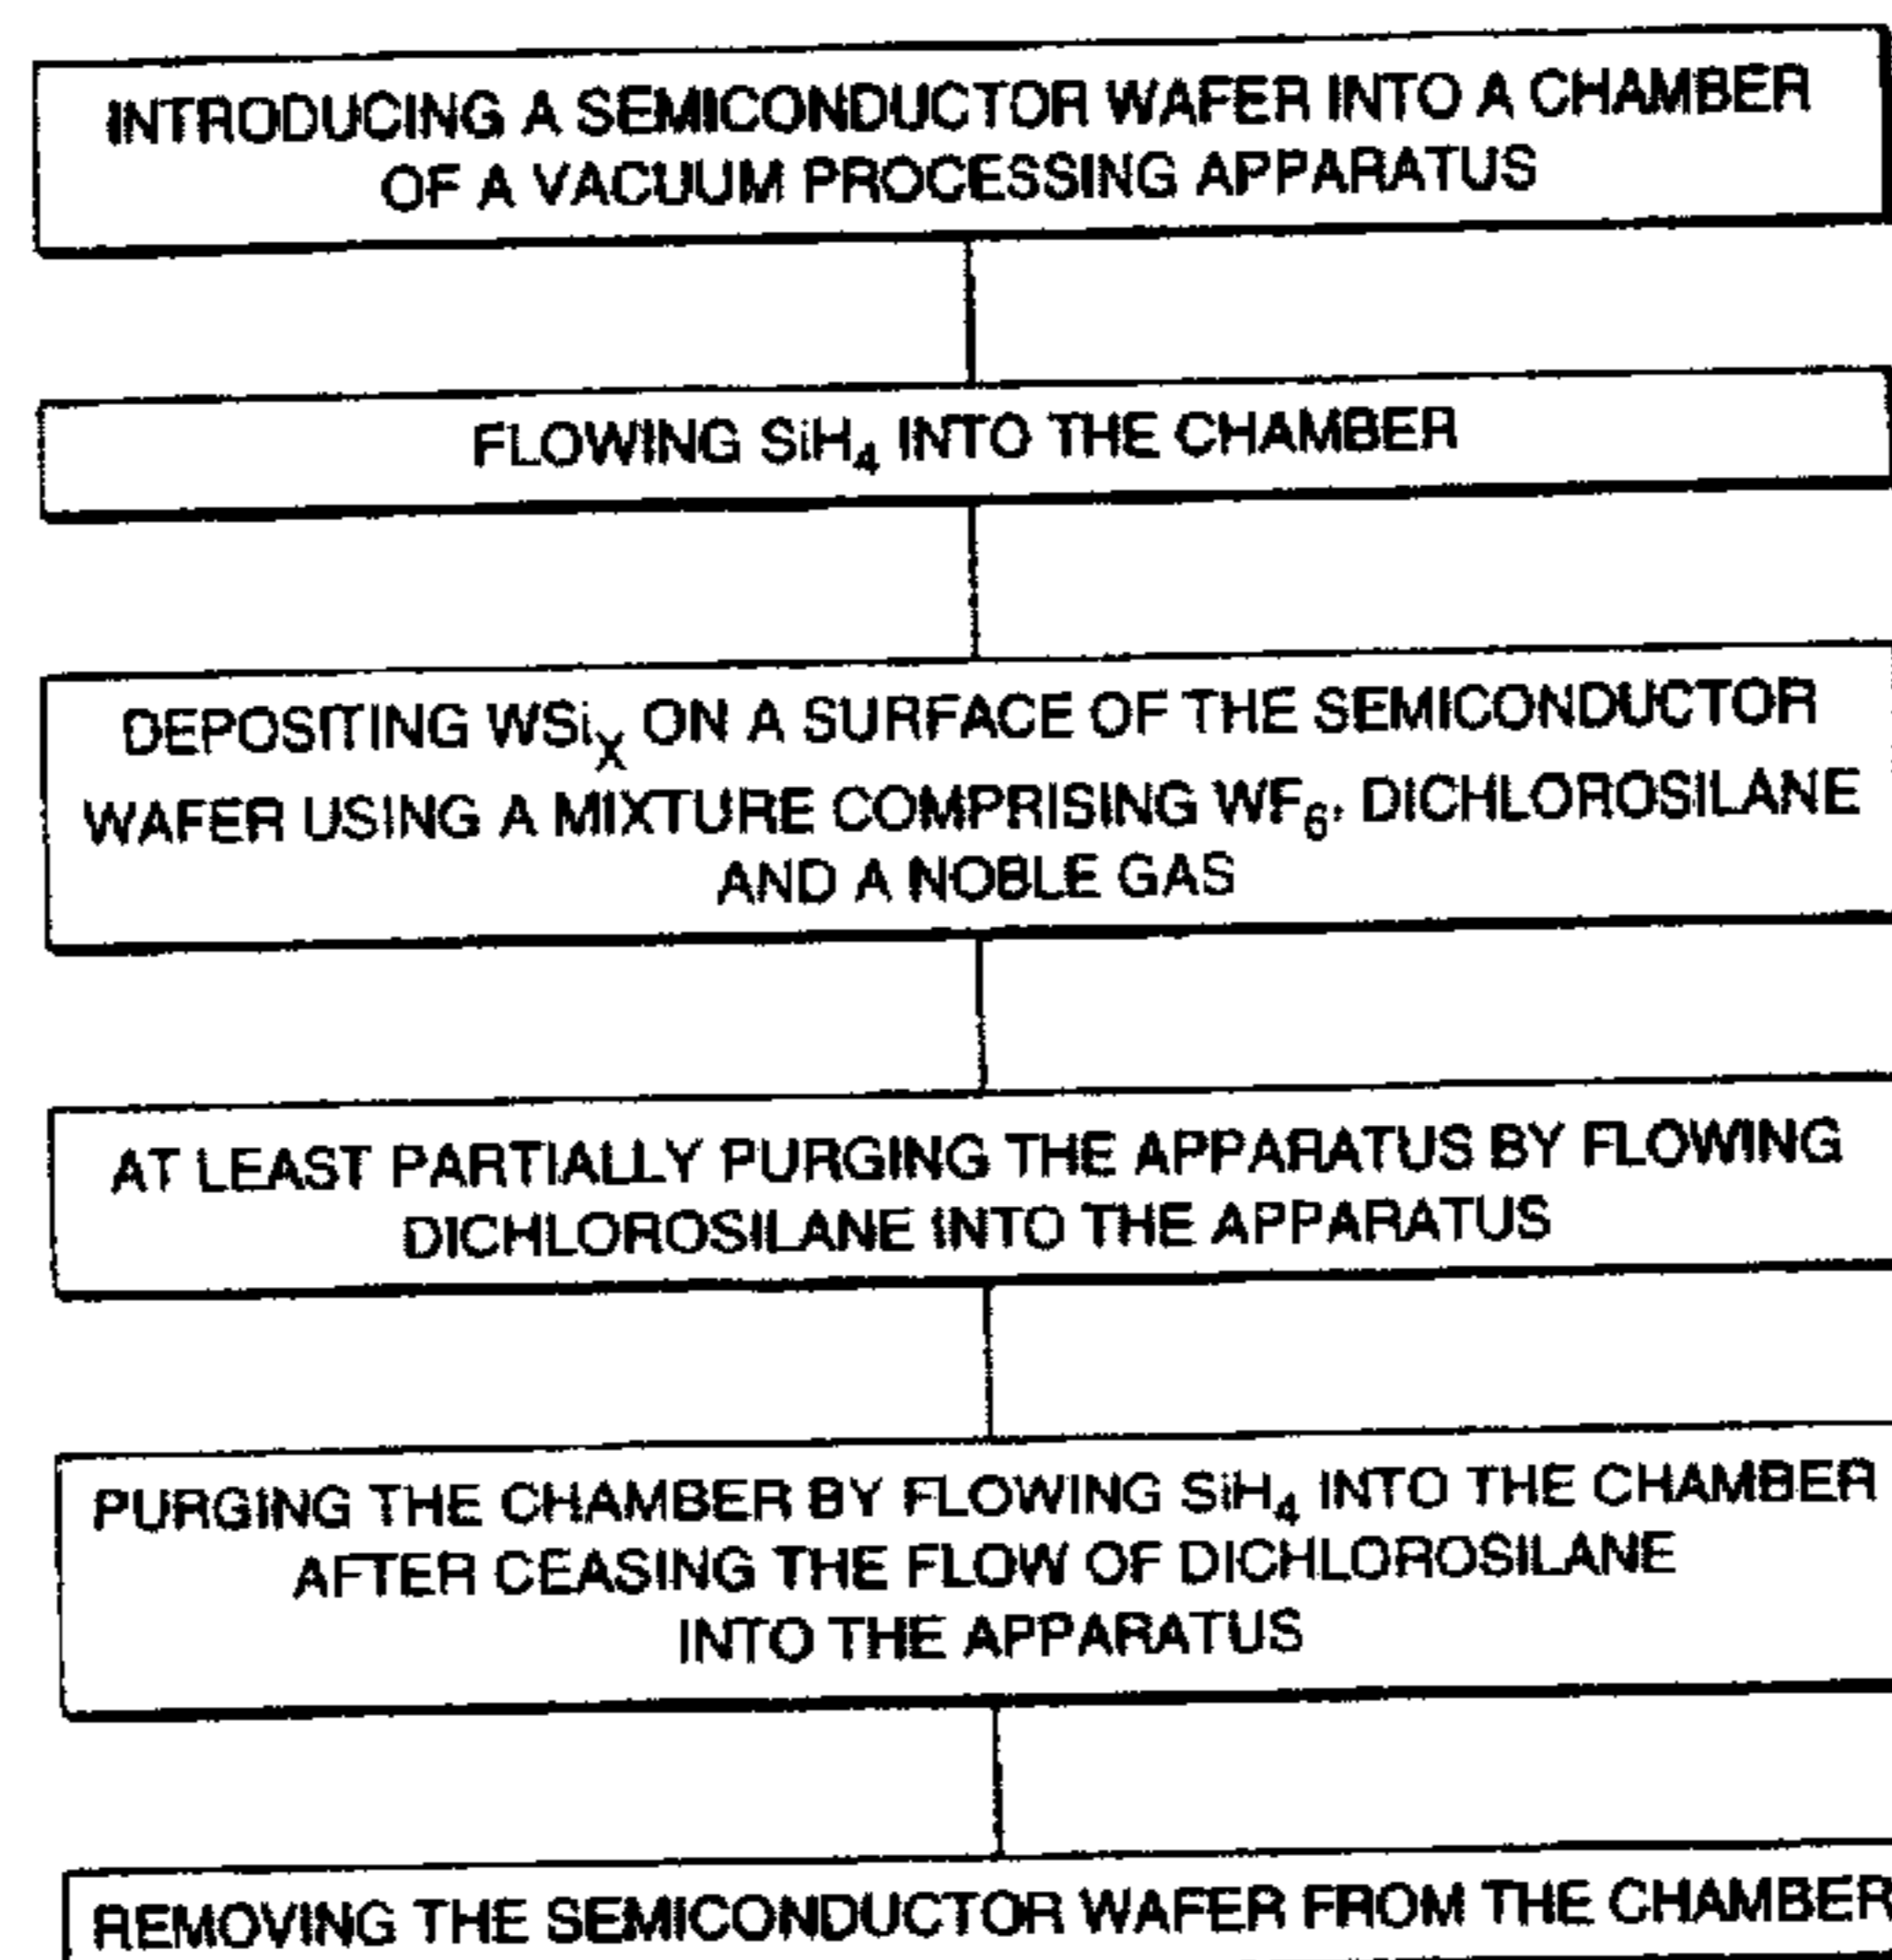 INTRODUCING A SEMICONDUCTOR WAFER INTO A CHAMBER
OF A VACUUM PROCESSING APPARATUS
FLOWING SiH₄ INTO THE CHAMBER
DEPOSITING WSiₓ ON A SURFACE OF THE SEMICONDUCTOR
WAFER USING A MIXTURE COMPRISING WF₆, DICHLOROSILANE
AND A NOBLE GAS
AT LEAST PARTIALLY PURGING THE APPARATUS BY FLOWING
DICHLOROSILANE INTO THE APPARATUS
PURGING THE CHAMBER BY FLOWING SiH₄ INTO THE CHAMBER
AFTER CEASING THE FLOW OF DICHLOROSILANE
INTO THE APPARATUS
REMOVING THE SEMICONDUCTOR WAFER FROM THE CHAMBER